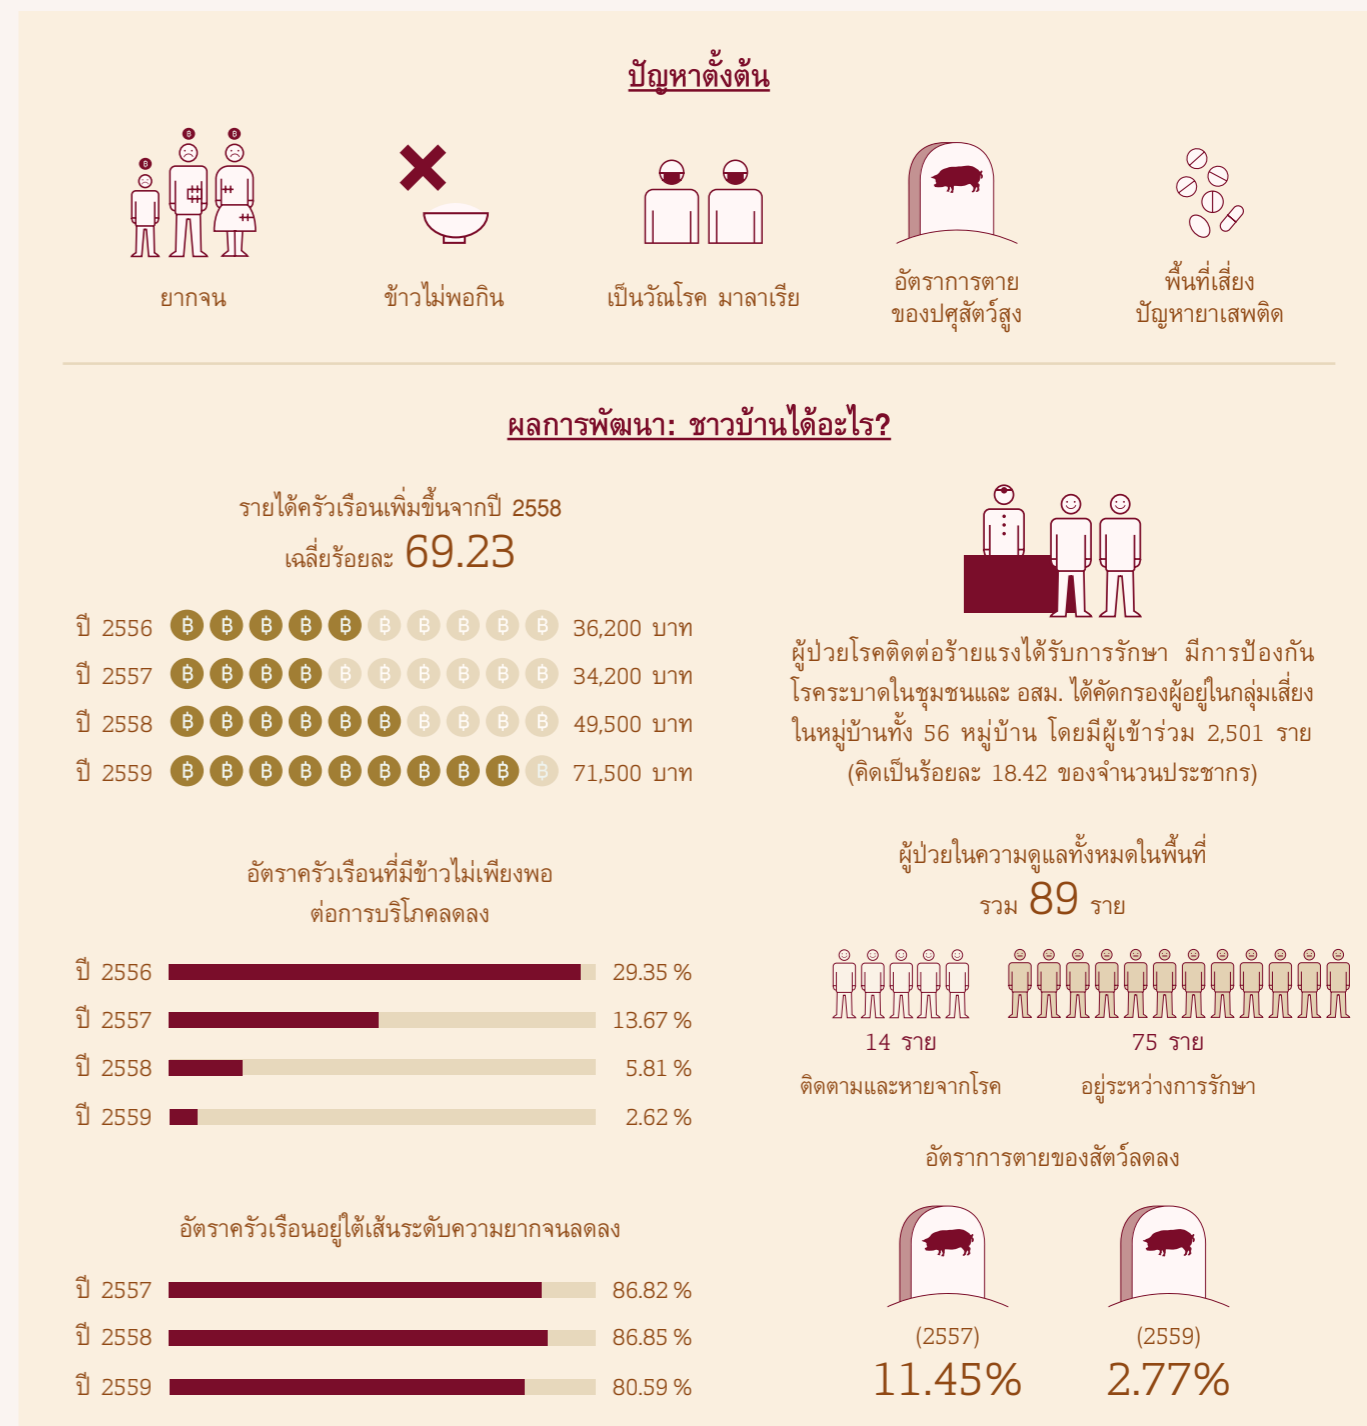 ปัญหาตั้งต้น
ยากจน
ข้าวไม่พอกิน
เป็นวัณโรค มาลาเรีย
อัตราการตาย
ของปศุสัตว์สูง
พื้นที่เสี่ยง
ปัญหายาเสพติด
ผลการพัฒนา: ชาวบ้านได้อะไร?
รายได้ครัวเรือนเพิ่มขึ้นจากปี 2558
เฉลี่ยร้อยละ 69.23
ปี 2556 36,200 บาท
ปี 2557 34,200 บาท
ปี 2558 49,500 บาท
ปี 2559 71,500 บาท
อัตราครัวเรือนที่มีข้าวไม่เพียงพอ
ต่อการบริโภคลดลง
ปี 2556 29.35 %
ปี 2557 13.67 %
ปี 2558 5.81 %
ปี 2559 2.62 %
อัตราครัวเรือนอยู่ใต้เส้นระดับความยากจนลดลง
ปี 2557 86.82 %
ปี 2558 86.85 %
ปี 2559 80.59 %
ผู้ป่วยโรคติดต่อร้ายแรงได้รับการรักษา มีการป้องกัน
โรคระบาดในชุมชนและ อสม. ได้คัดกรองผู้อยู่ในกลุ่มเสี่ยง
ในหมู่บ้านทั้ง 56 หมู่บ้าน โดยมีผู้เข้าร่วม 2,501 ราย
(คิดเป็นร้อยละ 18.42 ของจำนวนประชากร)
ผู้ป่วยในความดูแลทั้งหมดในพื้นที่
รวม 89 ราย
14 ราย
ติดตามและหายจากโรค
75 ราย
อยู่ระหว่างการรักษา
อัตราการตายของสัตว์ลดลง
(2557)
11.45%
(2559)
2.77%